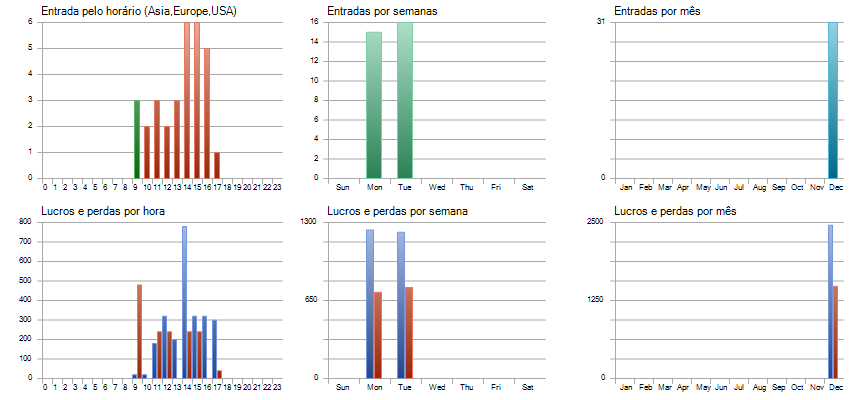 Entrada pelo horário (Asia,Europe,USA)
6
5
4
3
2
1
0
0 1 2 3 4 5 6 7 8 9 10 11 12 13 14 15 16 17 18 19 20 21 22 23
Entradas por semanas
16
14
12
10
8
6
4
2
0
Sun Mon Tue Wed Thu Fri Sat
Entradas por mês
31
0
Jan Feb Mar Apr May Jun Jul Aug Sep Oct Nov Dec
Lucros e perdas por hora
800
700
600
500
400
300
200
100
0
0 1 2 3 4 5 6 7 8 9 10 11 12 13 14 15 16 17 18 19 20 21 22 23
Lucros e perdas por semana
1300
650
0
Sun Mon Tue Wed Thu Fri Sat
Lucros e perdas por mês
2500
1250
0
Jan Feb Mar Apr May Jun Jul Aug Sep Oct Nov Dec